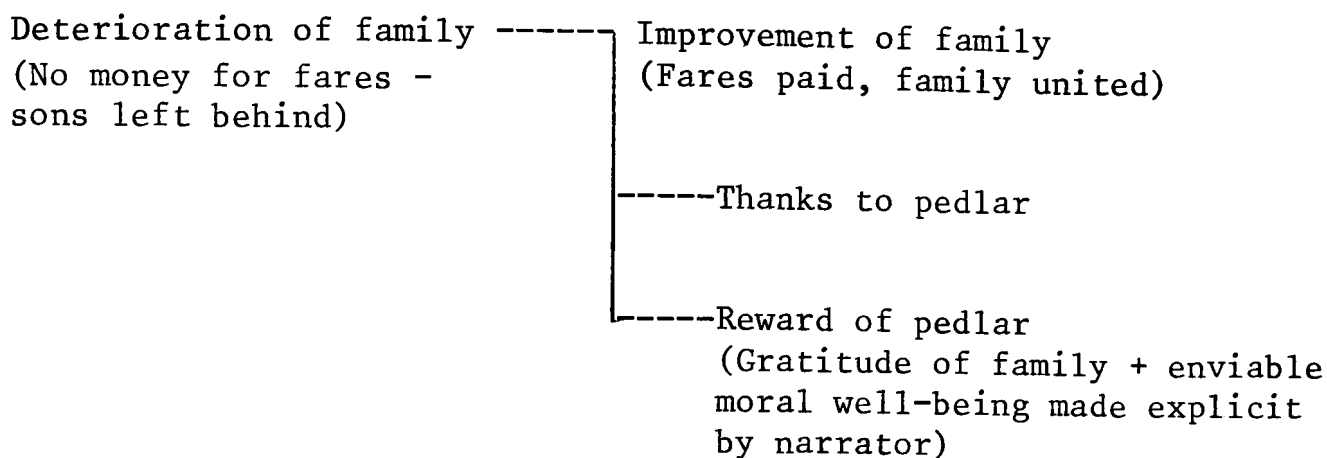 Deterioration of family ------ Improvement of family
(No money for fares - (Fares paid, family united)
sons left behind)
-----Thanks to pedlar
-----Reward of pedlar
(Gratitude of family + enviable
moral well-being made explicit
by narrator)